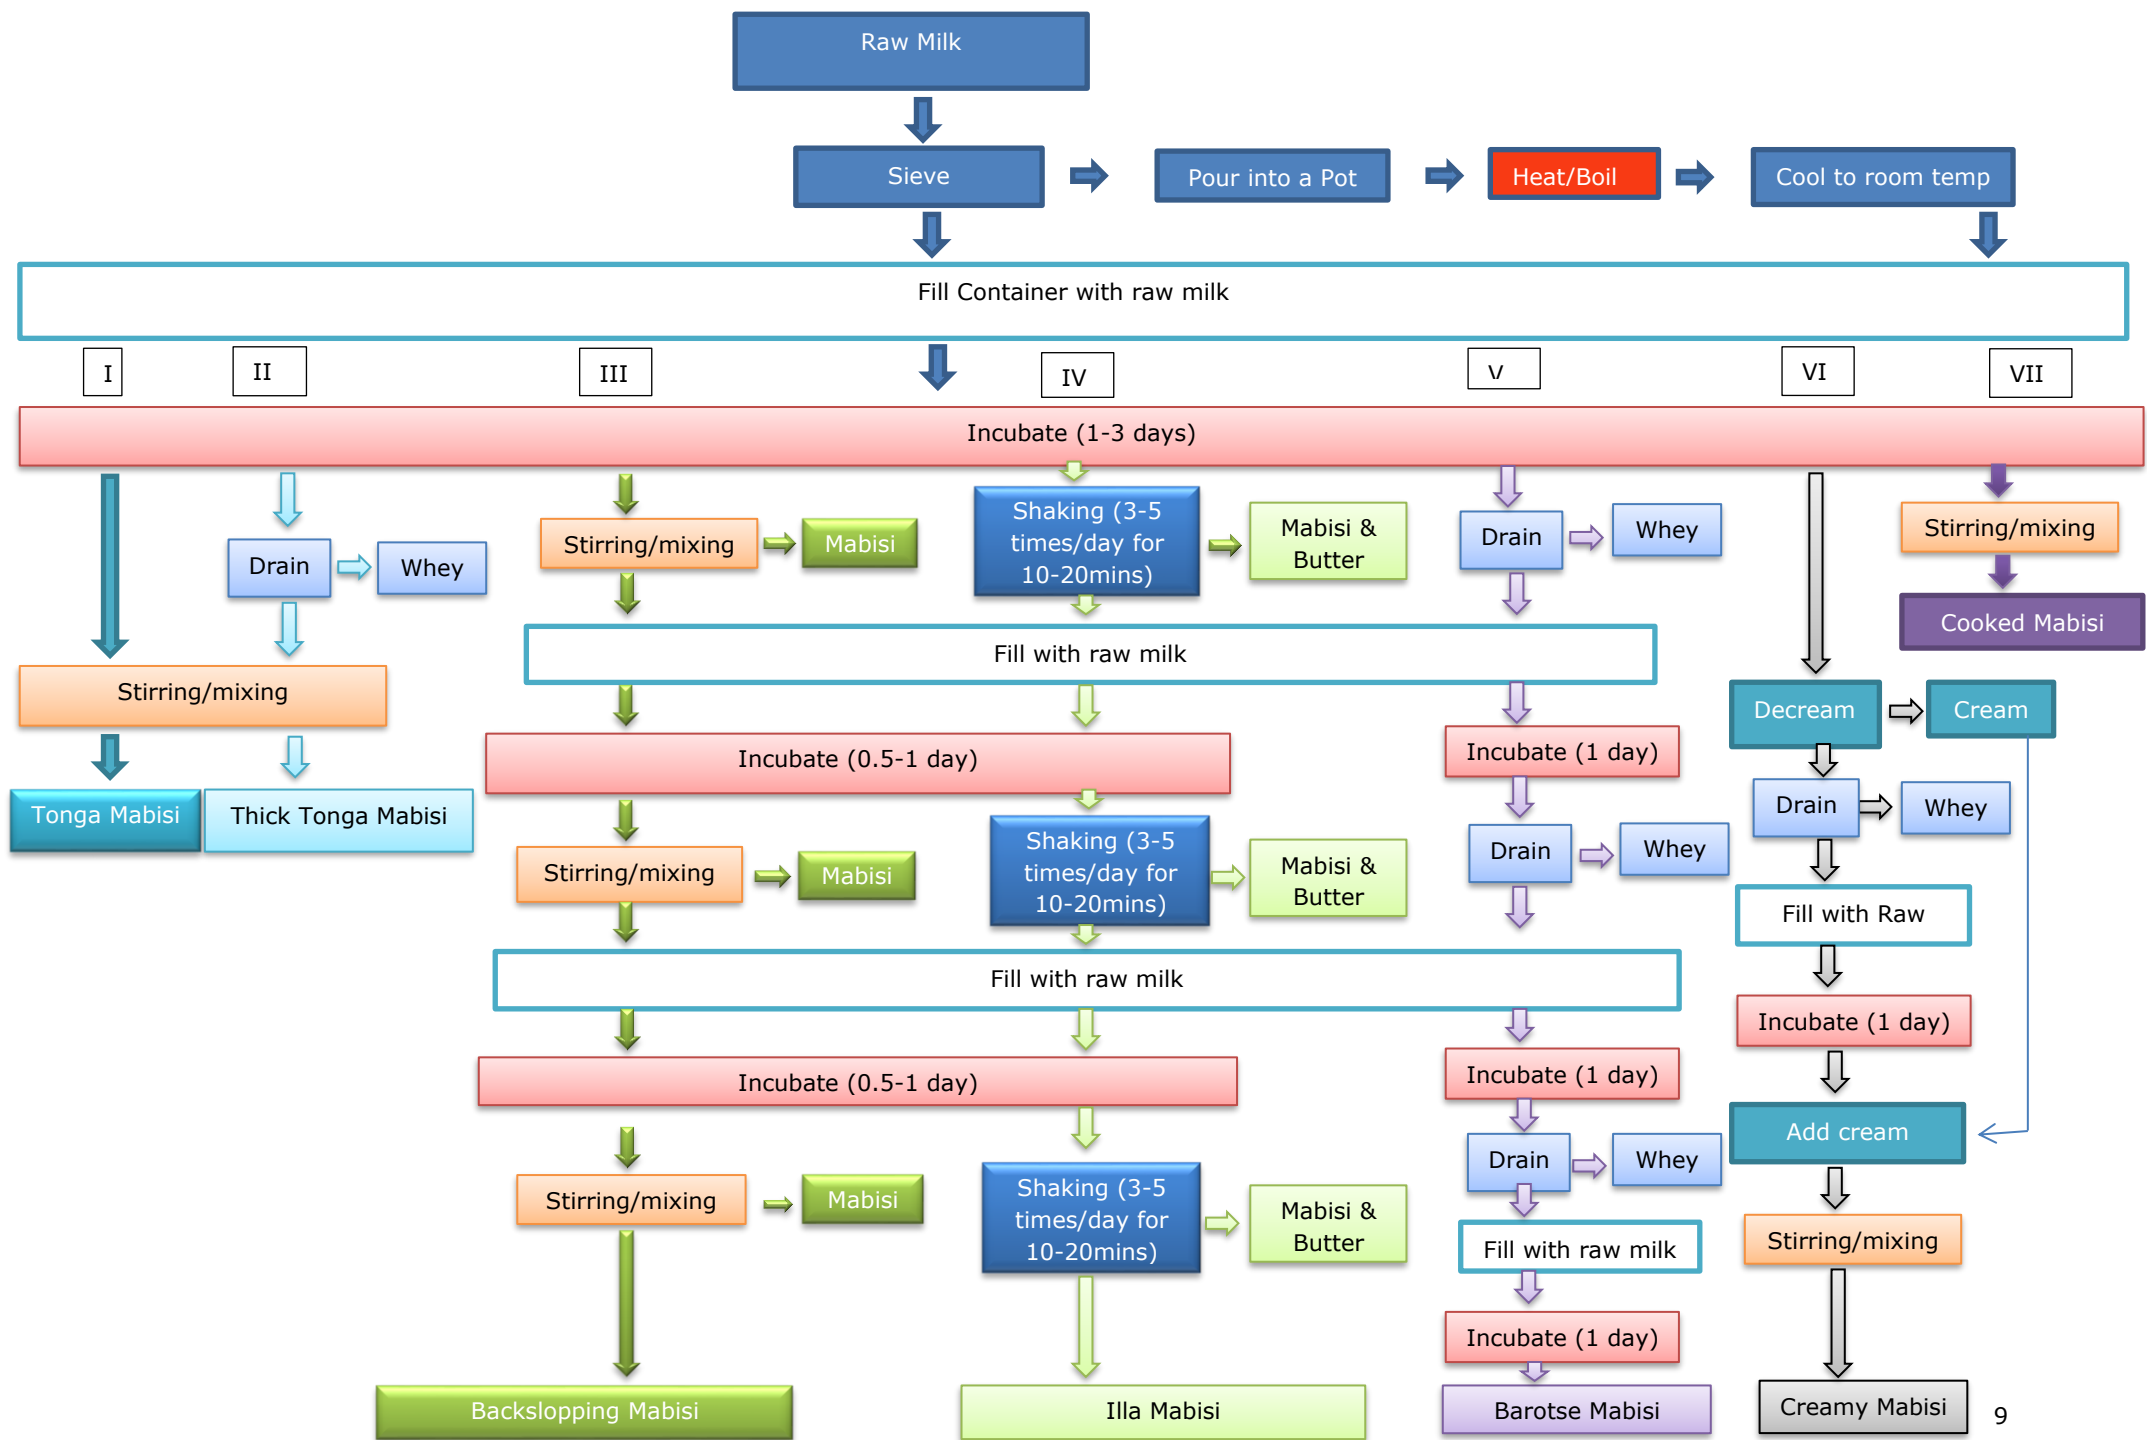 Raw Milk
Sieve
Pour into a Pot
Heat/Boil
Cool to room temp
Fill Container with raw milk
I
II
III
IV
V
VI
VII
Incubate (1-3 days)
Stirring/mixing
Mabisi
Shaking (3-5
times/day for
10-20mins)
Mabisi &
Butter
Drain
Whey
Stirring/mixing
Drain
Whey
Cooked Mabisi
Fill with raw milk
Stirring/mixing
Decream
Cream
Incubate (0.5-1 day)
Incubate (1 day)
Tonga Mabisi
Thick Tonga Mabisi
Drain
Whey
Stirring/mixing
Mabisi
Shaking (3-5
times/day for
10-20mins)
Mabisi &
Butter
Drain
Whey
Fill with Raw
Fill with raw milk
Incubate (1 day)
Incubate (0.5-1 day)
Incubate (1 day)
Add cream
Stirring/mixing
Mabisi
Shaking (3-5
times/day for
10-20mins)
Mabisi &
Butter
Drain
Whey
Fill with raw milk
Stirring/mixing
Incubate (1 day)
Backslopping Mabisi
Illa Mabisi
Barotse Mabisi
Creamy Mabisi
9